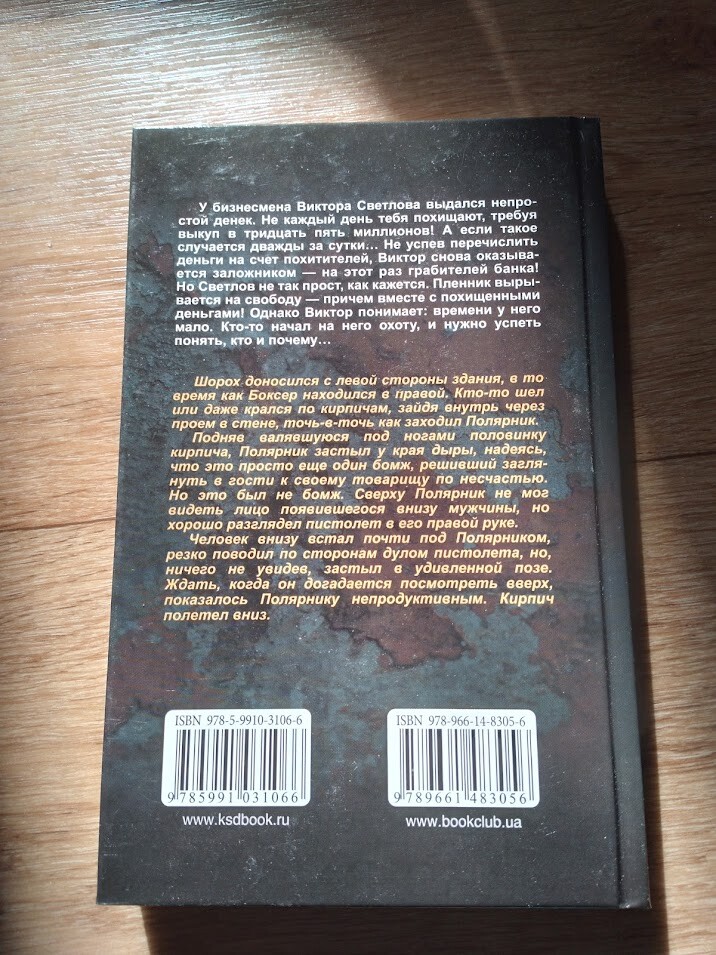 У бизнесмена Виктора Светлова выдался непро-
стой денек. Не каждый день тебя похищают, требуя
выкуп в тридцать пять миллионов! А если такое
случается дважды за сутки... Не успев перечислить
деньги на счет похитителей, Виктор снова оказыва-
ется заложником — на этот раз грабителей банка!
Но Светлов не так прост, как кажется. Пленник выры-
вается на свободу — причем вместе с похищенными
деньгами! Однако Виктор понимает: времени у него
мало. Кто-то начал на него охоту, и нужно успеть
понять, кто и почему...
Шорох доносился с левой стороны здания, в то
время как Боксер находился в правой. Кто-то шел
или даже крался по кирпичам, зайдя внутрь через
проем в стене, точь-в-точь как заходил Полярник.
Подняв валявшуюся под ногами половинку
кирпича, Полярник застыл у края дыры, надеясь,
что это просто еще один бомж, решивший загля-
нуть в гости к своему товарищу по несчастью.
Но это был не бомж. Сверху Полярник не мог
видеть лицо появившегося внизу мужчины, но
хорошо разглядел пистолет в его правой руке.
Человек внизу встал почти под Полярником,
резко поводил по сторонам дулом пистолета, но,
ничего не увидев, застыл в удивленной позе.
Ждать, когда он догадается посмотреть вверх,
показалось Полярнику непродуктивным. Кирпич
полетел вниз.
ISBN 978-5-9910-3106-6
9 785991 031066
www.ksdbook.ru
ISBN 978-966-14-8305-6
9 789661 483056
www.bookclub.ua